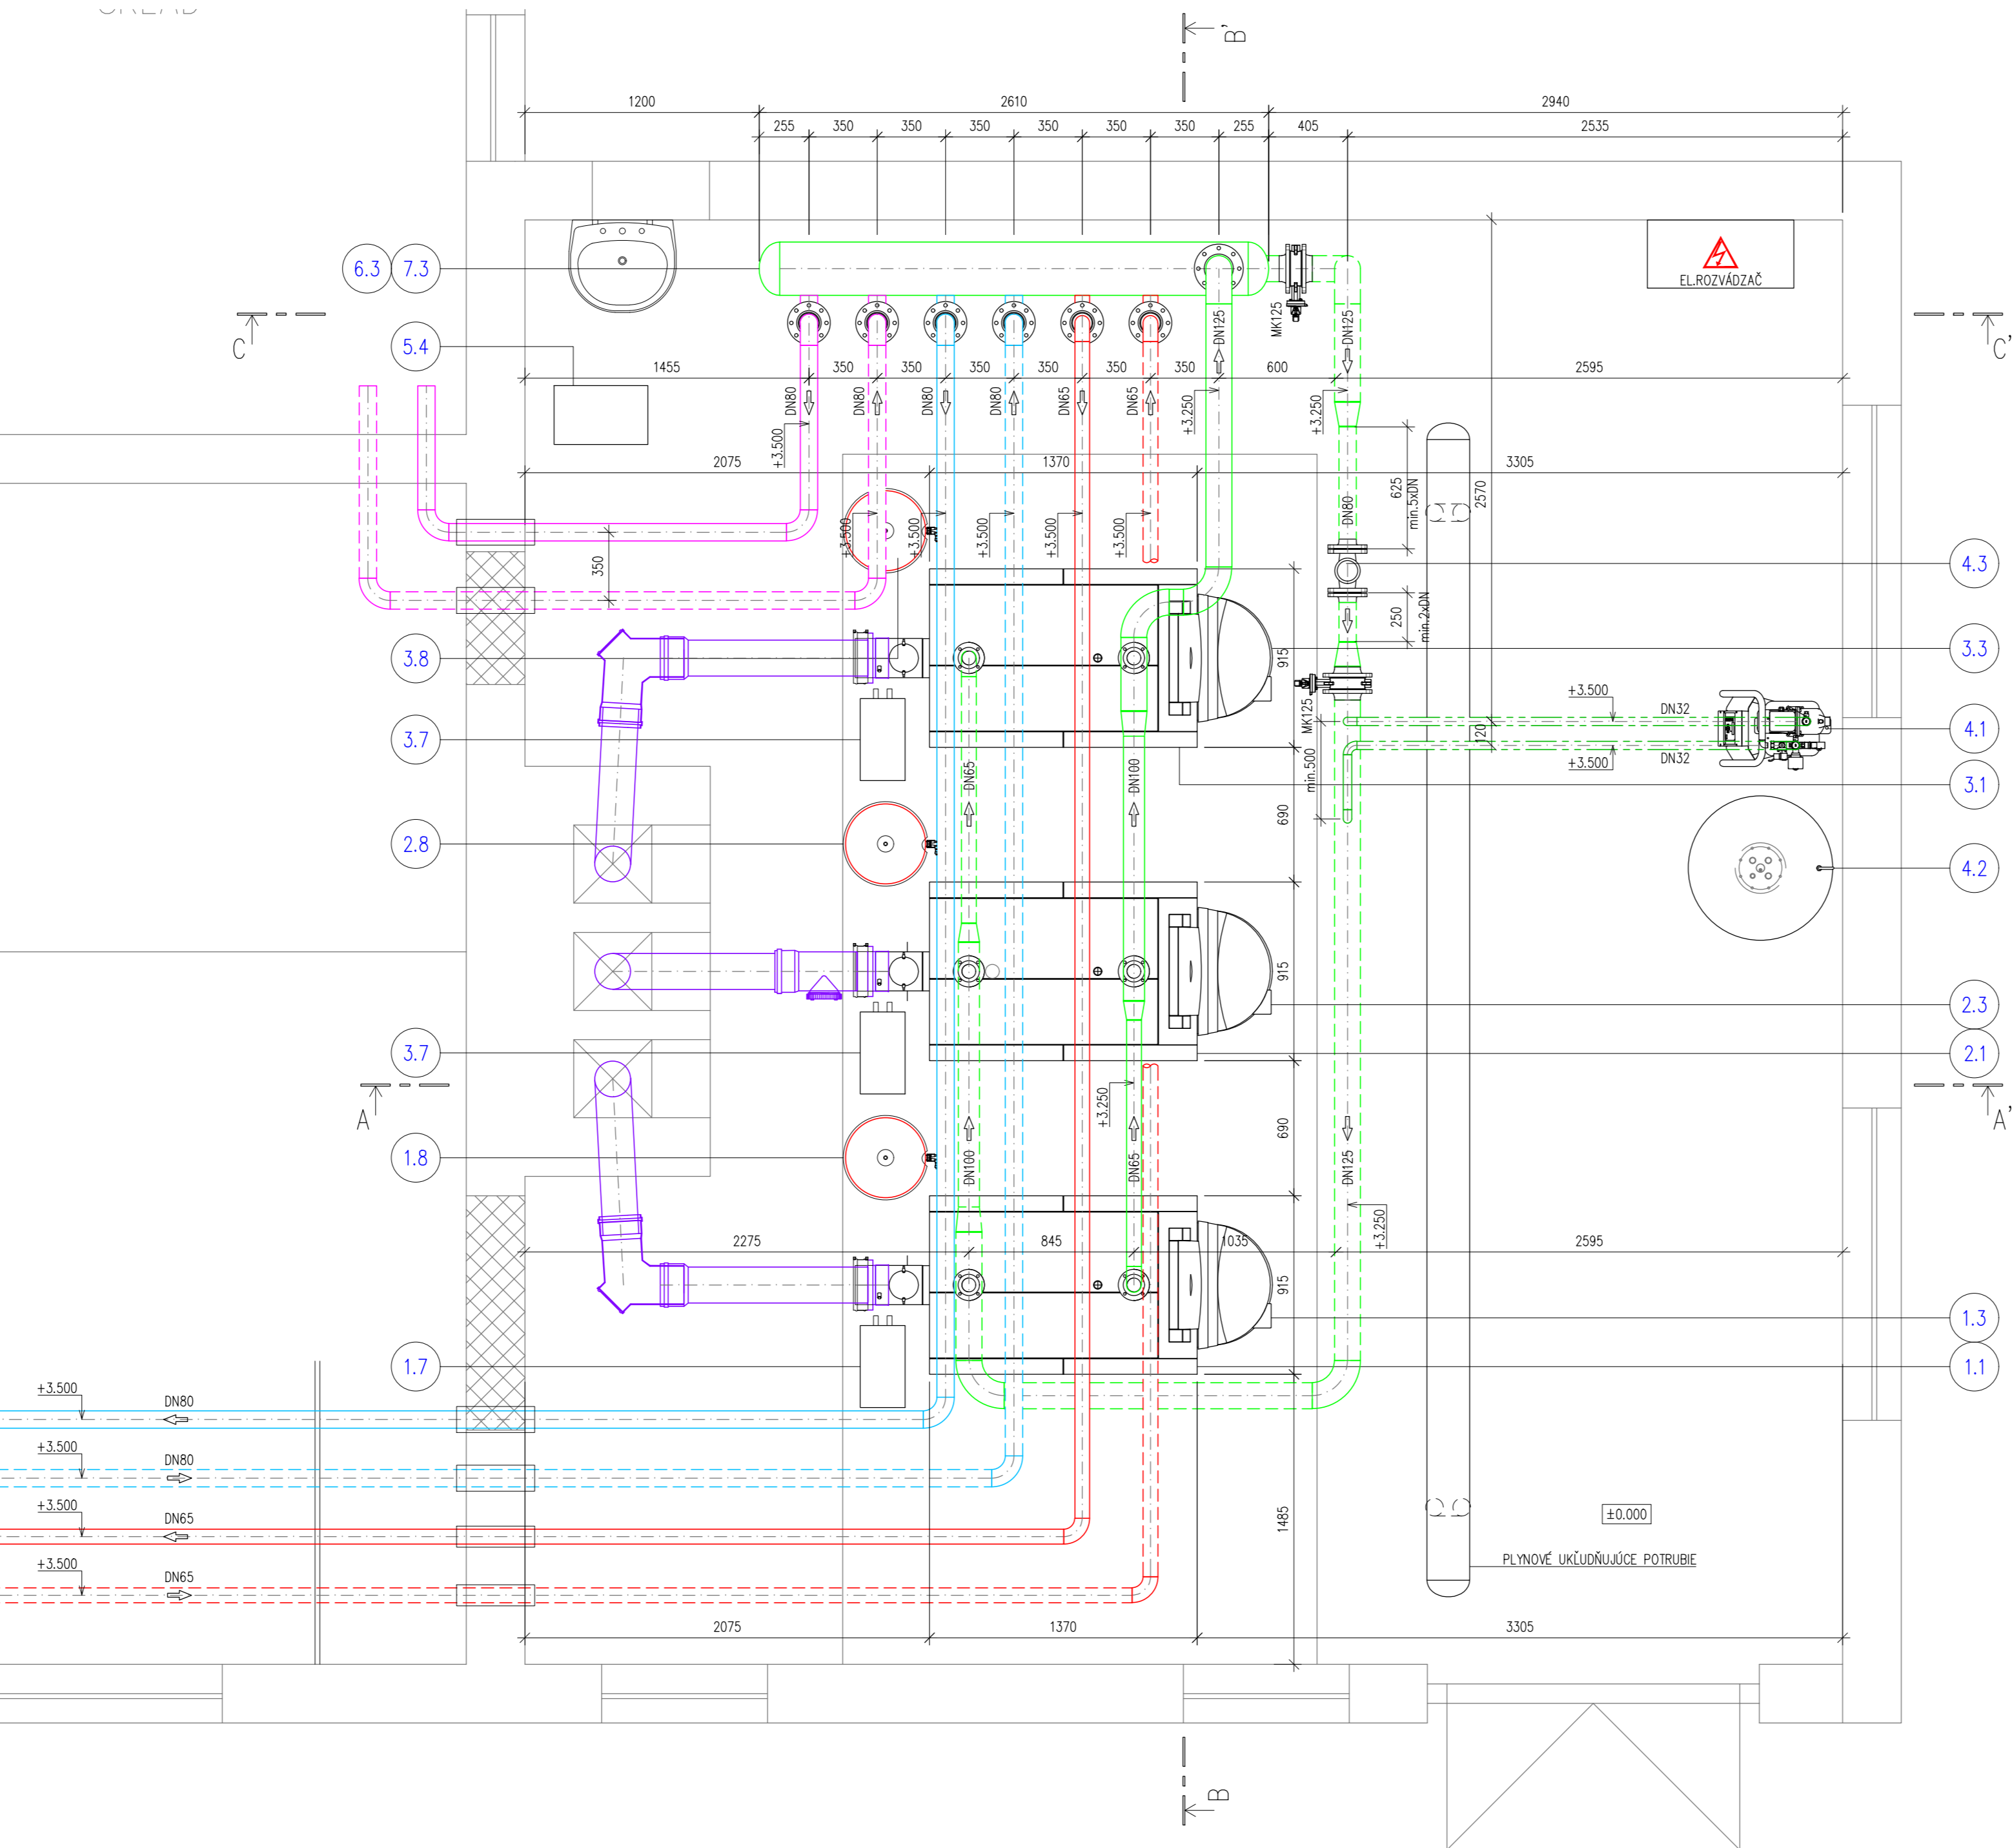 SKLAD
B'
1200
2610
2940
255
350
350
350
350
350
350
255
405
2535
6.3
7.3
EL.ROZVÁDZAČ
MK125
DN125
DN125
C
C'
5.4
1455
350
350
350
350
350
350
600
2595
DN80
DN80
DN80
DN80
DN65
DN65
+3.500
+3.250
+3.250
2075
1370
3305
625
min.5xDN
2570
DN80
+3.500
+3.500
+3.500
+3.500
+3.500
350
4.3
250
min.2xDN
3.8
915
3.3
+3.500
DN32
MK125
3.7
120
4.1
+3.500
DN32
min.500
DN65
DN100
3.1
690
2.8
4.2
915
2.3
3.7
2.1
A
A'
+3.250
690
1.8
DN100
DN65
DN125
+3.250
2275
845
1035
2595
915
1.3
1.7
1.1
+3.500
DN80
+3.500
DN80
+3.500
DN65
1485
±0.000
+3.500
DN65
PLYNOVÉ UKĽUDŇUJÚCE POTRUBIE
2075
1370
3305
B